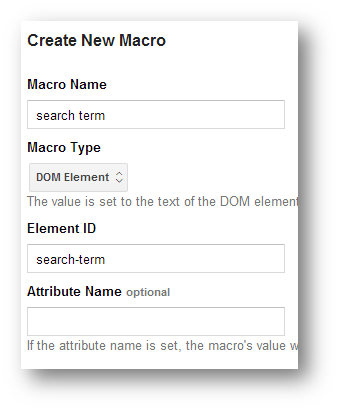 Create New Macro
Macro Name
search term
Macro Type
DOM Element
The value is set to the text of the DOM element
Element ID
search-term
Attribute Name optional
If the attribute name is set, the macro's value w